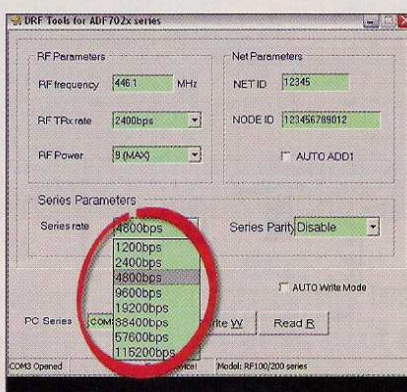 DRF Tools for ADF702x series
RF Parameters
RF frequency 446.1 MHz
RF TRx rate 2400bps
RF Power 9 (MAX)
Net Parameters
NET ID 12345
NODE ID 123456789012
AUTO ADD1
Series Parameters
Series rate 4800bps
Series Parity Disable
1200bps
2400bps
4800bps
9600bps
19200bps
38400bps
57600bps
115200bps
AUTO Write Mode
PC Series COM
Read R
COM3 Opened
Model: RF100/200 series